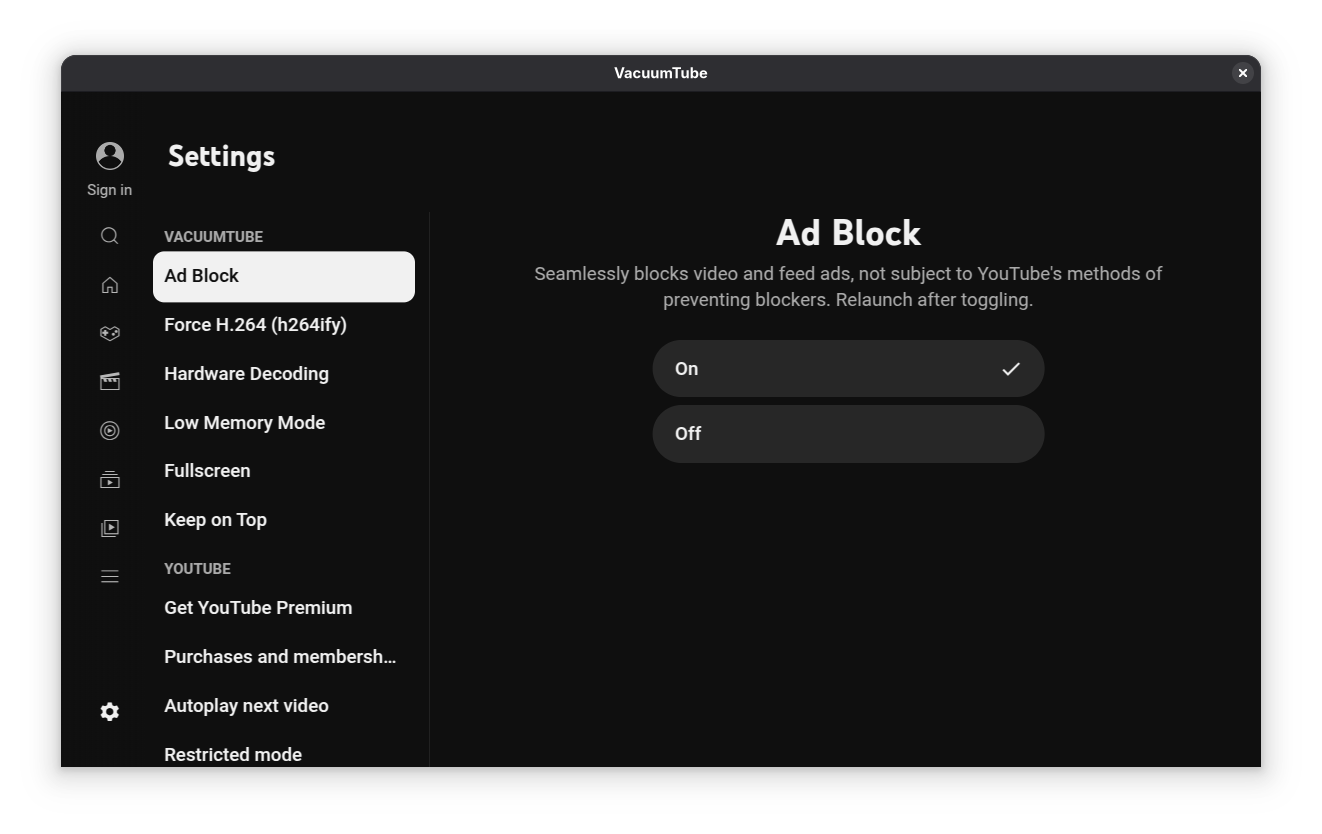 VacuumTube
Sign in
Settings
VACUUMTUBE
Ad Block
Force H.264 (h264ify)
Hardware Decoding
Low Memory Mode
Fullscreen
Keep on Top
YOUTUBE
Get YouTube Premium
Purchases and membersh...
Autoplay next video
Restricted mode
Ad Block
Seamlessly blocks video and feed ads, not subject to YouTube's methods of
preventing blockers. Relaunch after toggling.
On
Off